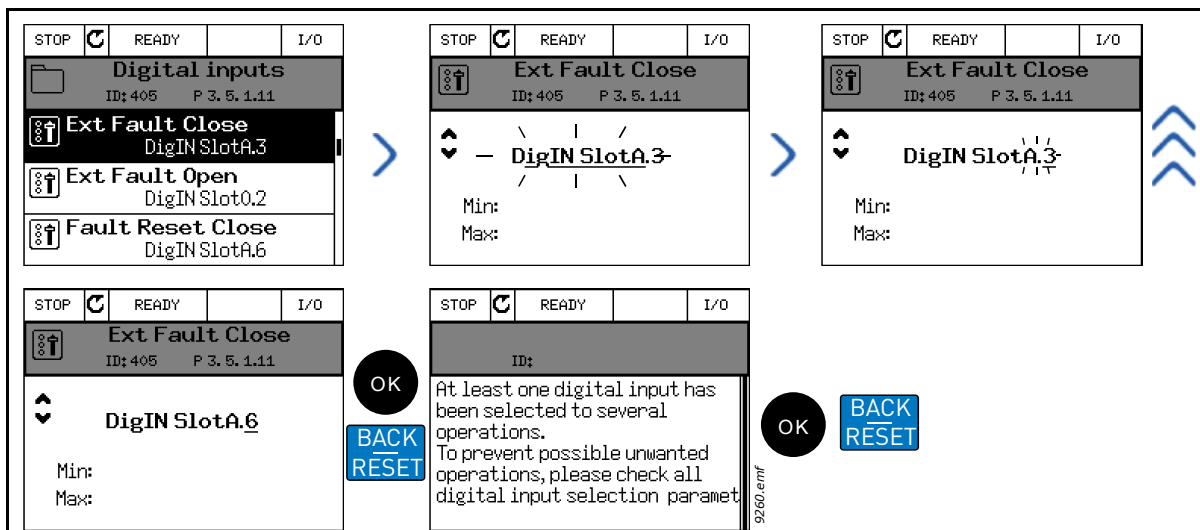 STOP READY I/O
Digital inputs
ID: 405 P 3.5.1.11
Ext Fault Close
DigIN SlotA.3
Ext Fault Open
DigIN Slot0.2
Fault Reset Close
DigIN SlotA.6
STOP READY I/O
Ext Fault Close
ID: 405 P 3.5.1.11
DigIN SlotA.3
Min:
Max:
STOP READY I/O
Ext Fault Close
ID: 405 P 3.5.1.11
DigIN SlotA.3
Min:
Max:
STOP READY I/O
Ext Fault Close
ID: 405 P 3.5.1.11
DigIN SlotA.6
Min:
Max:
OK
BACK
RESET
STOP READY I/O
ID:
At least one digital input has
been selected to several
operations.
To prevent possible unwanted
operations, please check all
digital input selection paramet
OK
BACK
RESET
9260.emf